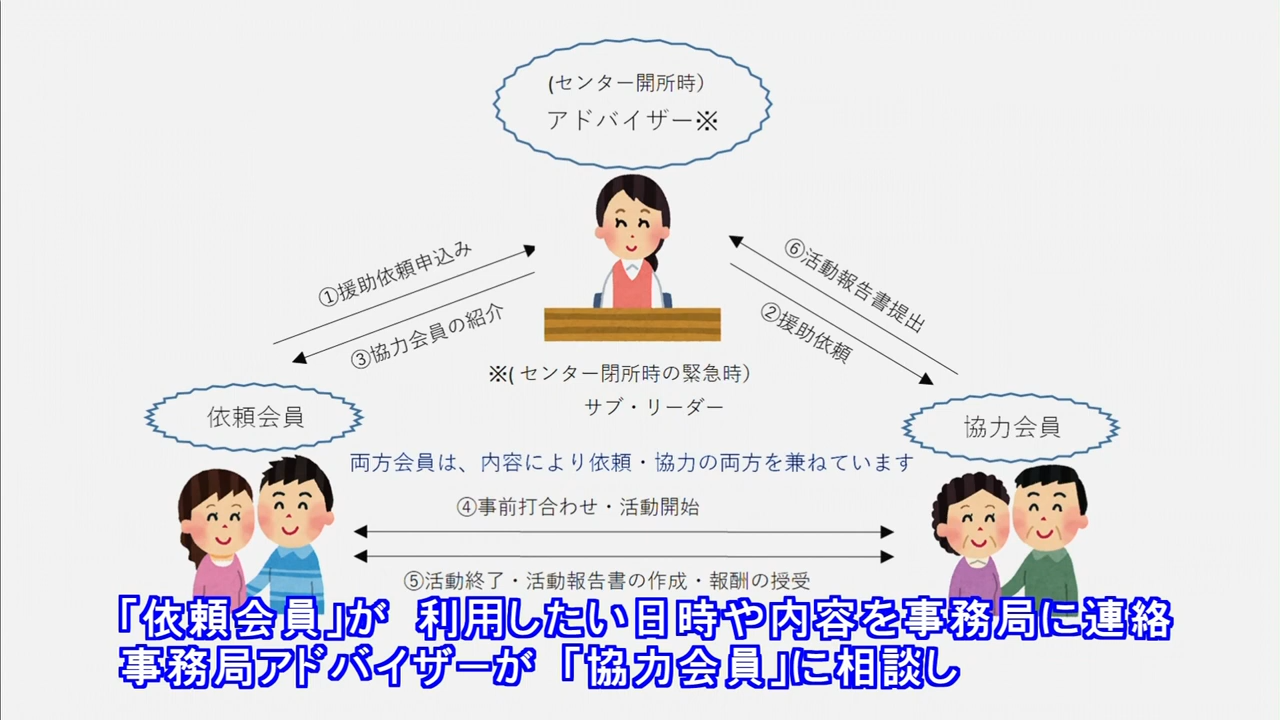 (センター開所時)
アドバイザー※
①援助依頼申込み
③協力会員の紹介
⑥活動報告書提出
②援助依頼
※( センター閉所時の緊急時)
サブ・リーダー
依頼会員
協力会員
両方会員は、内容により依頼・協力の両方を兼ねています
④事前打合わせ・活動開始
⑤活動終了・活動報告書の作成・報酬の授受
「依頼会員」が　利用したい日時や内容を事務局に連絡
事務局アドバイザーが「協力会員」に相談し